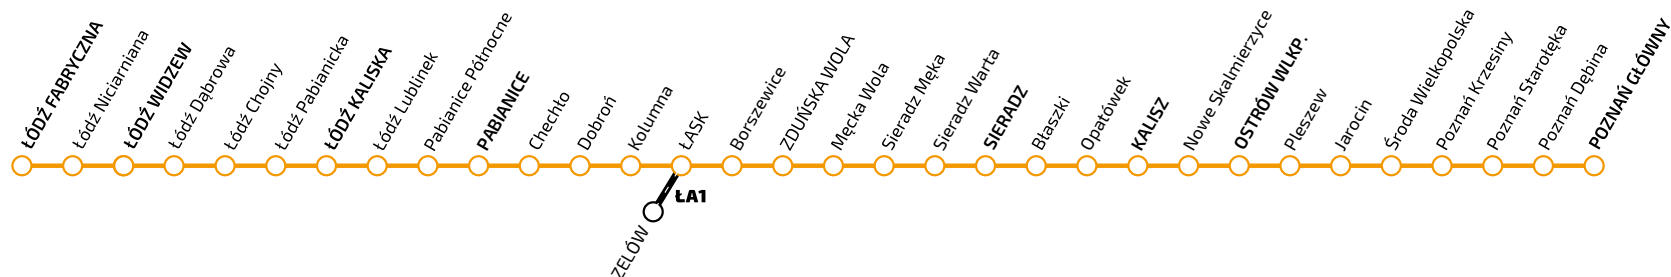 ŁÓDŹ FABRYCZNA
Łódź Niciarniana
ŁÓDŹ WIDZEW
Łódź Dąbrowa
Łódź Chojny
Łódź Pabianicka
ŁÓDŹ KALISKA
Łódź Lublinek
Pabianice Północne
PABIANICE
Chechło
Dobroń
Kolumna
ŁASK
Borszewice
ZDUŃSKA WOLA
Męcka Wola
Sieradz Męka
Sieradz Warta
SIERADZ
Błaszki
Opatówek
KALISZ
Nowe Skalmierzyce
OSTRÓW WLKP.
Pleszew
Jarocin
Środa Wielkopolska
Poznań Krzesiny
Poznań Starołęka
Poznań Dębina
POZNAŃ GŁÓWNY
ŁA1
ZELÓW